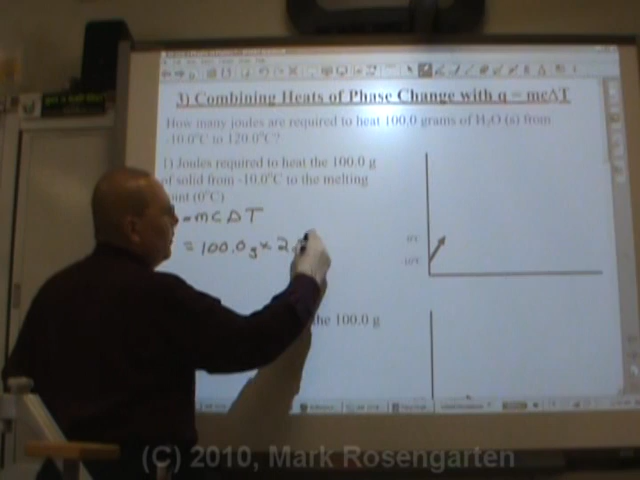 3) Combining Heats of Phase Change with q = mcΔT
How many joules are required to heat 100.0 grams of H₂O (s) from
-10.0°C to 120.0°C?
1) Joules required to heat the 100.0 g
of solid from -10.0°C to the melting
(0°C)
= mCΔT
= 100.0g × 2.
0°C
the 100.0 g
(C) 2010, Mark Rosengarten